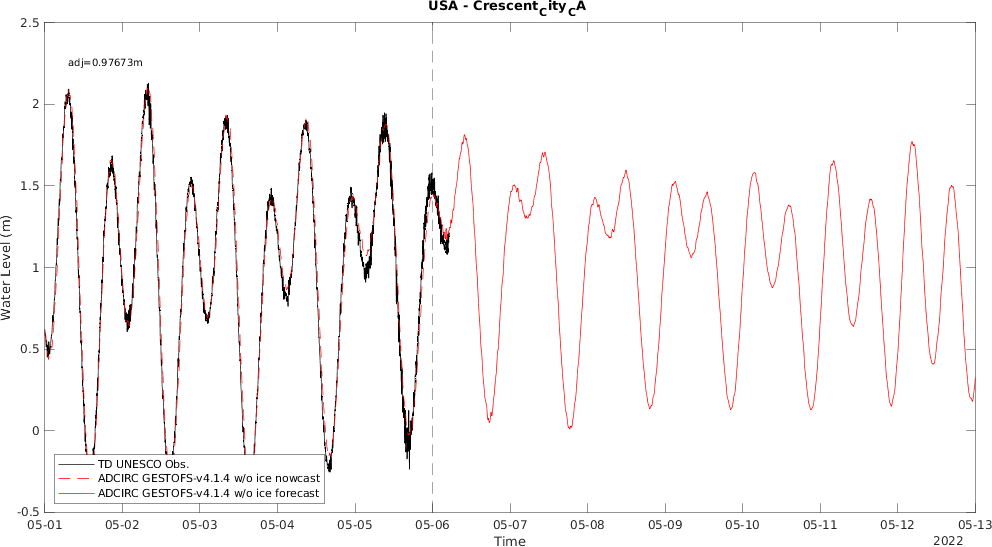 USA - CrescentCityCA
adj=0.97673m
2.5
2
1.5
1
0.5
0
-0.5
Water Level (m)
TD UNESCO Obs.
ADCIRC GESTOFS-v4.1.4 w/o ice nowcast
ADCIRC GESTOFS-v4.1.4 w/o ice forecast
05-01 05-02 05-03 05-04 05-05 05-06 05-07 05-08 05-09 05-10 05-11 05-12 05-13
Time
2022